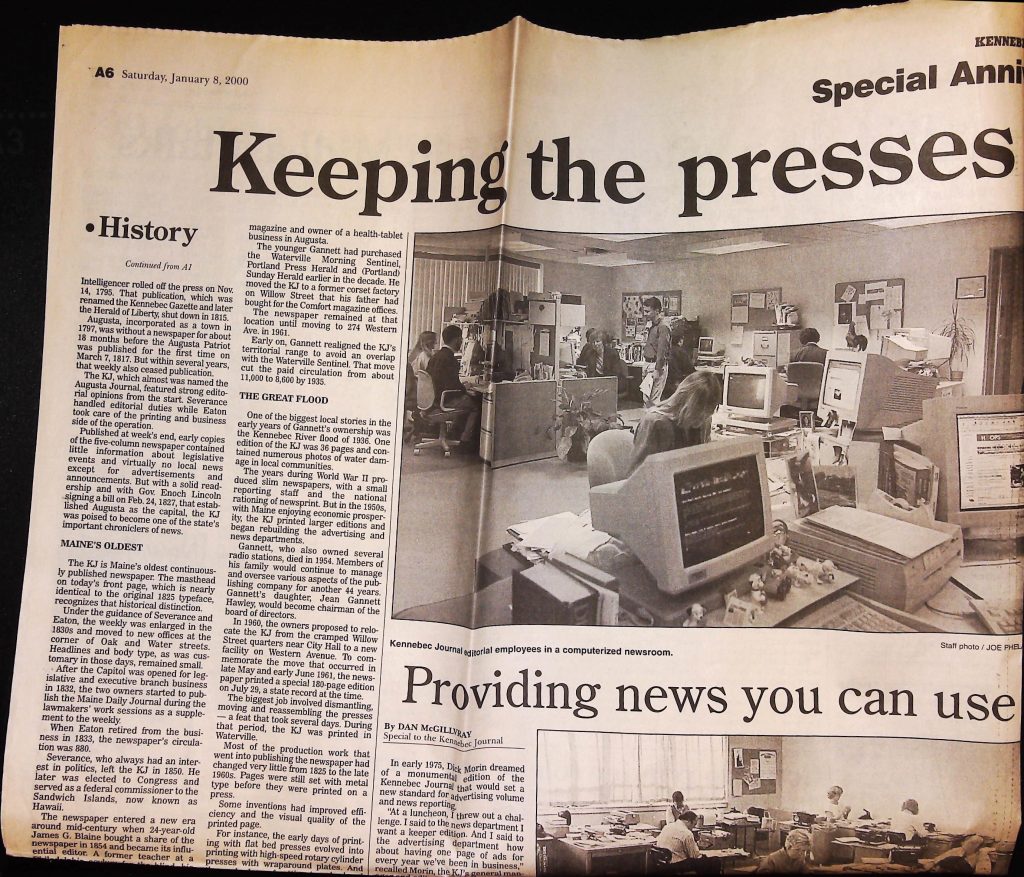 A6 Saturday, January 8, 2000
KENNEB
Special Anni
Keeping the presses
•History
Continued from A1
Intelligencer rolled off the press on Nov.
14, 1795. That publication, which was
renamed the Kennebec Gazette and later
the Herald of Liberty, shut down in 1815.
Augusta, incorporated as a town in
1797, was without a newspaper for about
18 months before the Augusta Patriot
was published for the first time on
March 7, 1817. But within several years,
that weekly also ceased publication.
The KJ, which almost was named the
Augusta Journal, featured strong edito-
rial opinions from the start. Severance
handled editorial duties while Eaton
took care of the printing and business
side of the operation.
Published at week's end, early copies
of the five-column newspaper contained
little information about legislative
events and virtually no local news
except for advertisements and
announcements. But with a solid read-
ership and with Gov. Enoch Lincoln
signing a bill on Feb. 24, 1827, that estab-
lished Augusta as the capital, the KJ
was poised to become one of the state's
important chroniclers of news.
MAINE'S OLDEST
The KJ is Maine's oldest continuous-
ly published newspaper. The masthead
on today's front page, which is nearly
identical to the original 1825 typeface,
recognizes that historical distinction.
Under the guidance of Severance and
Eaton, the weekly was enlarged in the
1830s and moved to new offices at the
corner of Oak and Water streets.
Headlines and body type, as was cus-
tomary in those days, remained small.
After the Capitol was opened for leg-
islative and executive branch business
in 1832, the two owners started to pub-
lish the Maine Daily Journal during the
lawmakers' work sessions as a supple-
ment to the weekly.
When Eaton retired from the busi-
ness in 1833, the newspaper's circula-
tion was 880.
Severance, who always had an inter-
est in politics, left the KJ in 1850. He
later was elected to Congress and
served as a federal commissioner to the
Sandwich Islands, now known as
Hawaii.
The newspaper entered a new era
around mid-century when 24-year-old
James G. Blaine bought a share of the
newspaper in 1854 and became its influ-
ential editor. A former teacher at a
magazine and owner of a health-tablet
business in Augusta.
The younger Gannett had purchased
the Waterville Morning Sentinel,
Portland Press Herald and (Portland)
Sunday Herald earlier in the decade. He
moved the KJ to a former corset factory
on Willow Street that his father had
bought for the Comfort magazine offices.
The newspaper remained at that
location until moving to 274 Western
Ave. in 1961.
Early on, Gannett realigned the KJ's
territorial range to avoid an overlap
with the Waterville Sentinel. That move
cut the paid circulation from about
11,000 to 8,600 by 1935.
THE GREAT FLOOD
One of the biggest local stories in the
early years of Gannett's ownership was
the Kennebec River flood of 1936. One
edition of the KJ was 36 pages and con-
tained numerous photos of water dam-
age in local communities.
The years during World War II pro-
duced slim newspapers, with a small
reporting staff and the national
rationing of newsprint. But in the 1950s,
with Maine enjoying economic prosper-
ity, the KJ printed larger editions and
began rebuilding the advertising and
news departments.
Gannett, who also owned several
radio stations, died in 1954. Members of
his family would continue to manage
and oversee various aspects of the pub-
lishing company for another 44 years.
Gannett's daughter, Jean Gannett
Hawley, would become chairman of the
board of directors.
In 1960, the owners proposed to relo-
cate the KJ from the cramped Willow
Street quarters near City Hall to a new
facility on Western Avenue. To com-
memorate the move that occurred in
late May and early June 1961, the news-
paper printed a special 180-page edition
on July 29, a state record at the time.
The biggest job involved dismantling,
moving and reassembling the presses
— a feat that took several days. During
that period, the KJ was printed in
Waterville.
Most of the production work that
went into publishing the newspaper had
changed very little from 1825 to the late
1960s. Pages were still set with metal
type before they were printed on a
press.
Some inventions had improved effi-
ciency and the visual quality of the
printed page.
For instance, the early days of print-
ing with flat bed presses evolved into
printing with high-speed rotary cylinder
presses with wraparound plates. And
Kennebec Journal editorial employees in a computerized newsroom.
Staff photo / JOE PHEL
Providing news you can use
By DAN McGILLVRAY
Special to the Kennebec Journal
In early 1975, Dick Morin dreamed
of a monumental edition of the
Kennebec Journal that would set a
new standard for advertising volume
and news reporting.
"At a luncheon, I threw out a chal-
lenge. I said to the news department I
want a keeper edition. And I said to
the advertising department how
about having one page of ads for
every year we've been in business,"
recalled Morin, the KJ's general man-